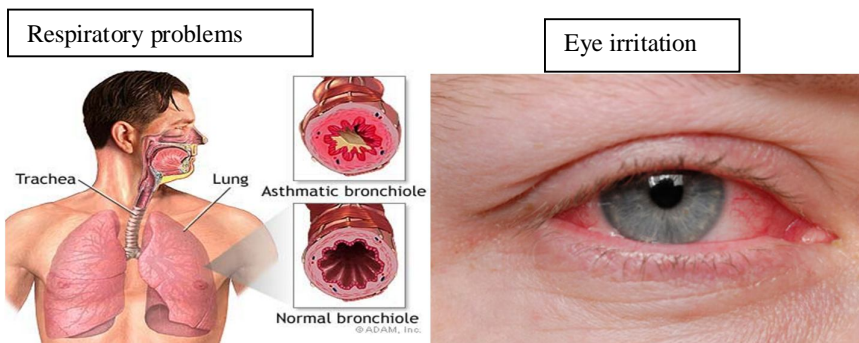 Respiratory problems
Eye irritation
Trachea
Lung
Asthmatic bronchiole
Normal bronchiole
©ADAM, Inc.